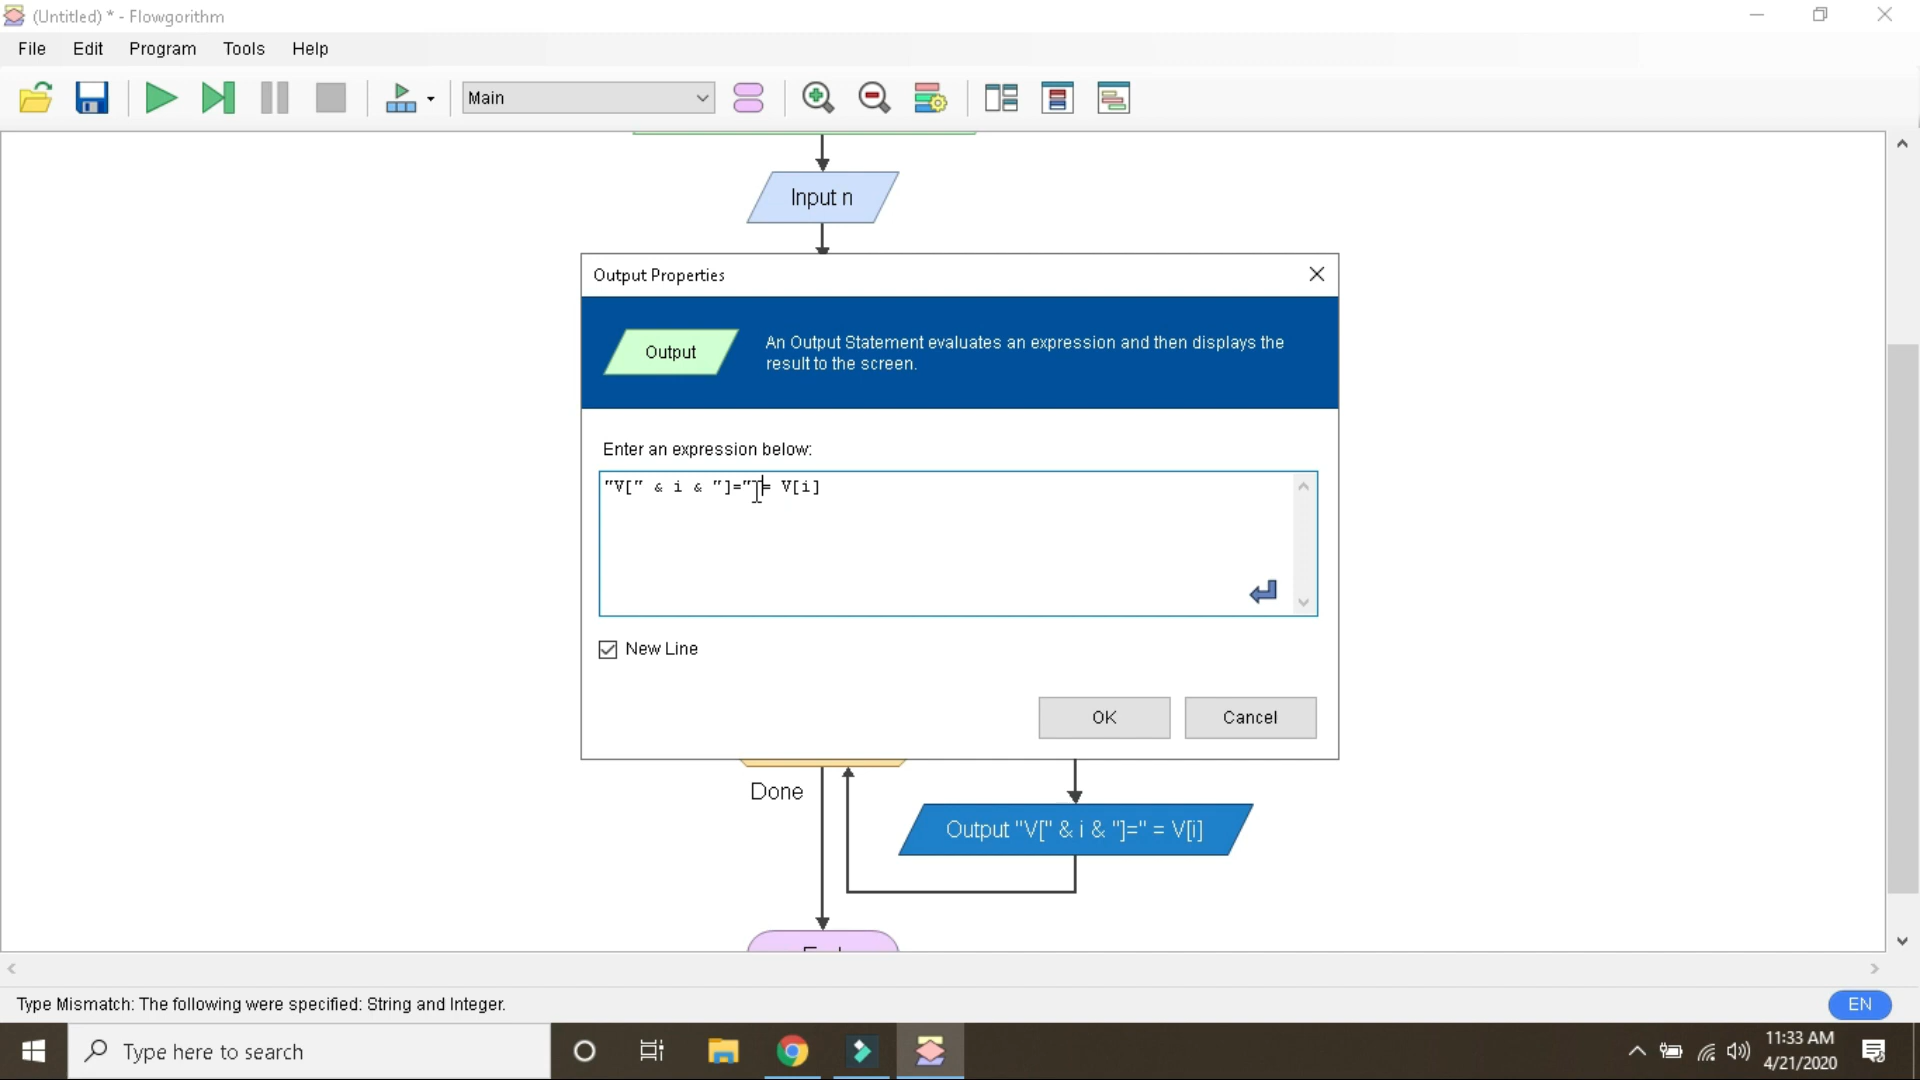 (Untitled) * - Flowgorithm
File Edit Program Tools Help
Main
Input n
Output Properties
Output
An Output Statement evaluates an expression and then displays the
result to the screen.
Enter an expression below:
"V[" & i & "]=" = V[i]
New Line
OK Cancel
Done
Output "V[" & i & "]=" = V[i]
Type Mismatch: The following were specified: String and Integer.
EN
Type here to search
11:33 AM
4/21/2020